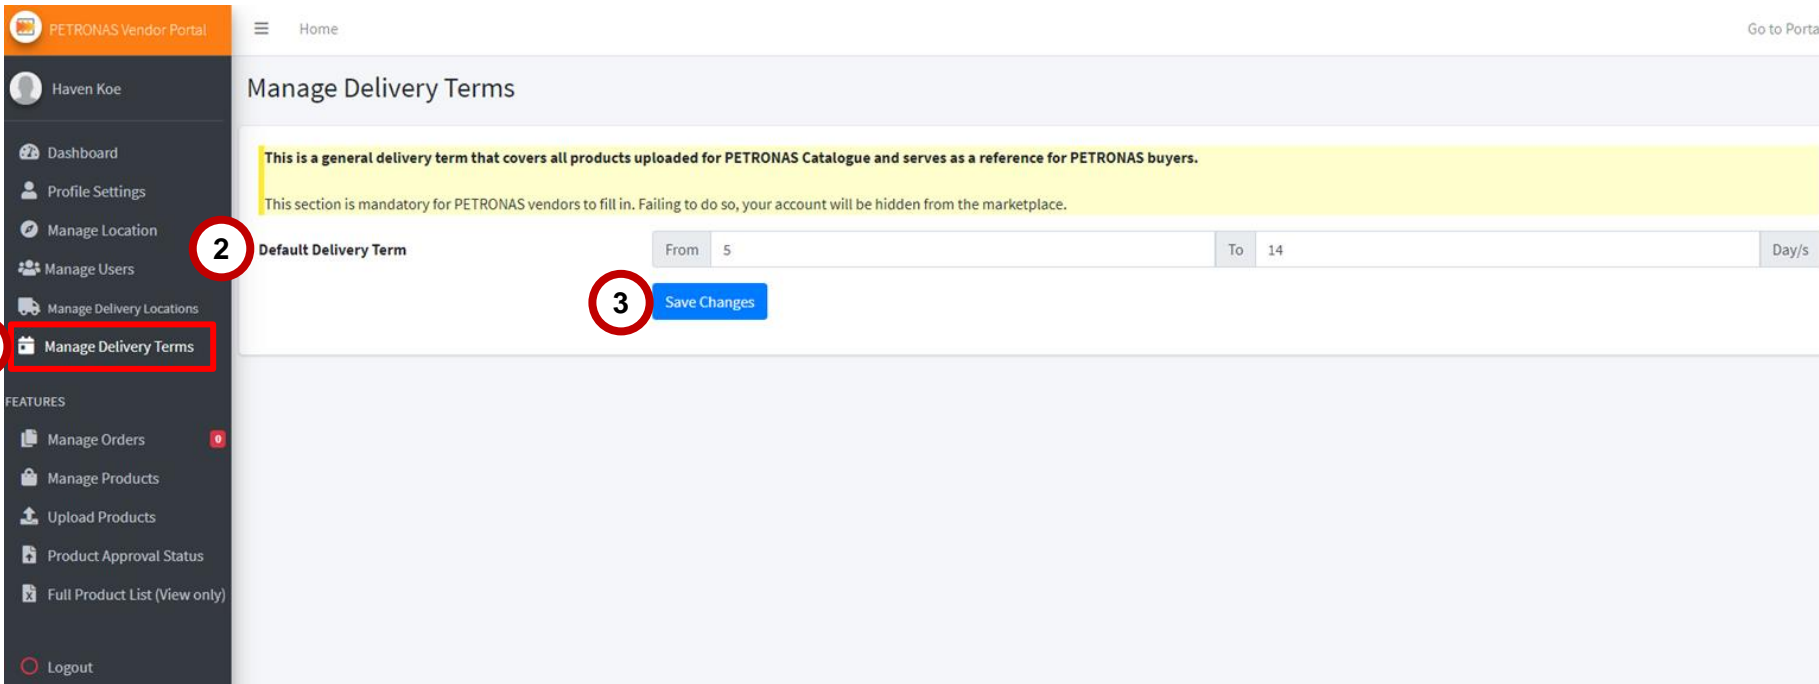 PETRONAS Vendor Portal
Home
Go to Porta
Haven Koe
Manage Delivery Terms
Dashboard
Profile Settings
Manage Location
Manage Users
Manage Delivery Locations
Manage Delivery Terms
FEATURES
Manage Orders 0
Manage Products
Upload Products
Product Approval Status
Full Product List (View only)
Logout
This is a general delivery term that covers all products uploaded for PETRONAS Catalogue and serves as a reference for PETRONAS buyers.
This section is mandatory for PETRONAS vendors to fill in. Failing to do so, your account will be hidden from the marketplace.
2 Default Delivery Term From 5 To 14 Day/s
3 Save Changes